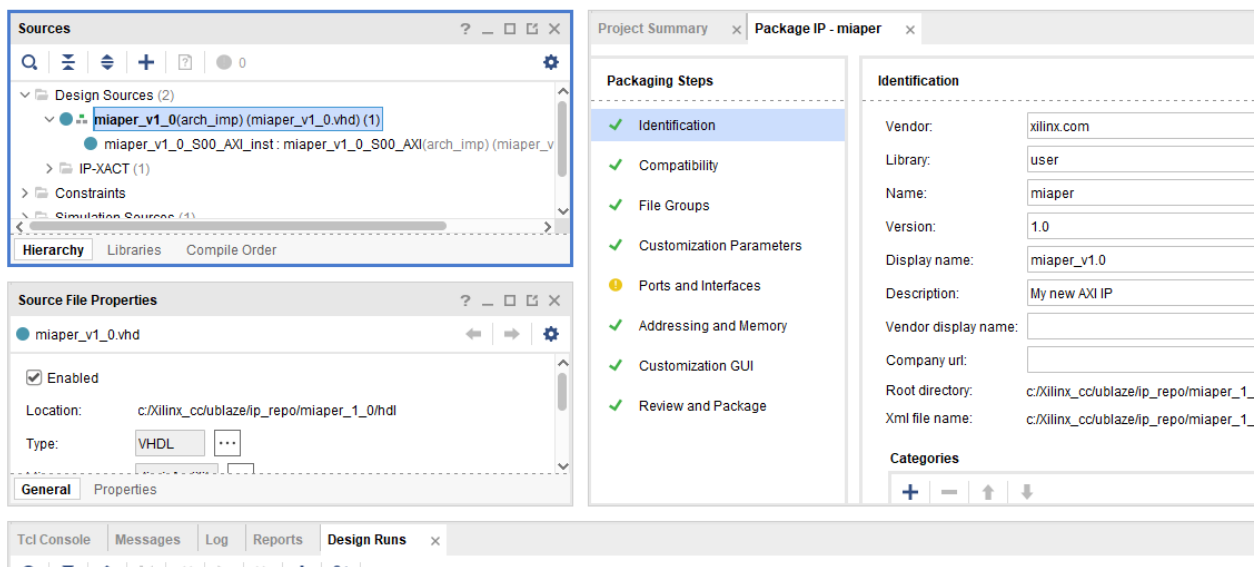 Sources
0
Design Sources (2)
miaper_v1_0(arch_imp) (miaper_v1_0.vhd) (1)
miaper_v1_0_S00_AXI_inst : miaper_v1_0_S00_AXI(arch_imp) (miaper_v
IP-XACT (1)
Constraints
Simulation Sources (1)
Hierarchy Libraries Compile Order
Source File Properties
miaper_v1_0.vhd
Enabled
Location: c:/Xilinx_cc/ublaze/ip_repo/miaper_1_0/hdl
Type: VHDL ...
General Properties
Project Summary Package IP - miaper
Packaging Steps
Identification
Compatibility
File Groups
Customization Parameters
Ports and Interfaces
Addressing and Memory
Customization GUI
Review and Package
Identification
Vendor: xilinx.com
Library: user
Name: miaper
Version: 1.0
Display name: miaper_v1.0
Description: My new AXI IP
Vendor display name:
Company url:
Root directory: c:/Xilinx_cc/ublaze/ip_repo/miaper_1_
Xml file name: c:/Xilinx_cc/ublaze/ip_repo/miaper_1_
Categories
Tcl Console Messages Log Reports Design Runs